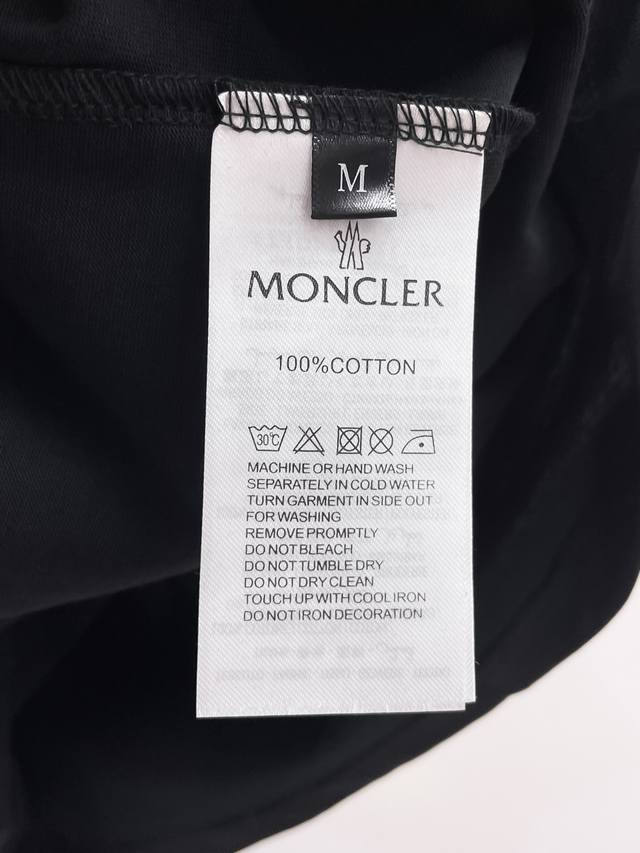 M
MONCLER
100%COTTON
30°C
MACHINE OR HAND WASH
SEPARATELY IN COLD WATER
TURN GARMENT IN SIDE OUT
FOR WASHING
REMOVE PROMPTLY
DO NOT BLEACH
DO NOT TUMBLE DRY
DO NOT DRY CLEAN
TOUCH UP WITH COOL IRON
DO NOT IRON DECORATION